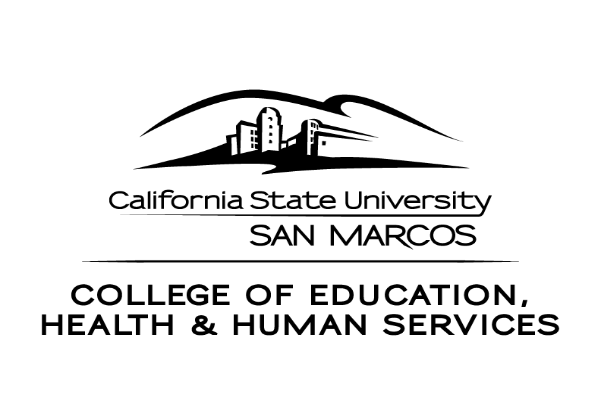 California State University
SAN MARCOS
COLLEGE OF EDUCATION,
HEALTH & HUMAN SERVICES